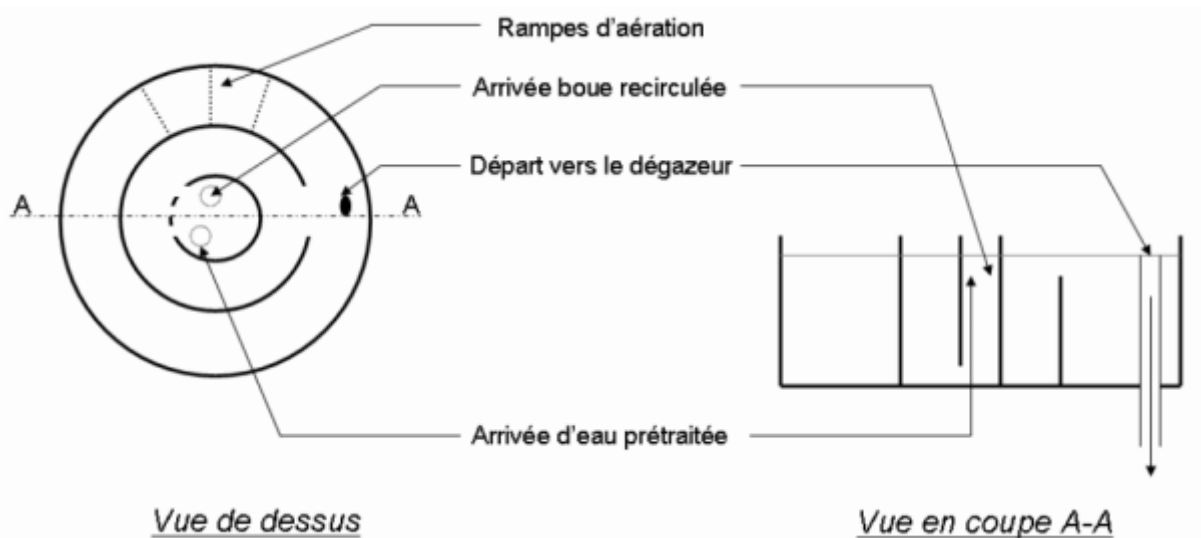 Rampes d'aération
Arrivée boue recirculée
Départ vers le dégazeur
A
A
Arrivée d'eau prétraitée
Vue de dessus
Vue en coupe A-A